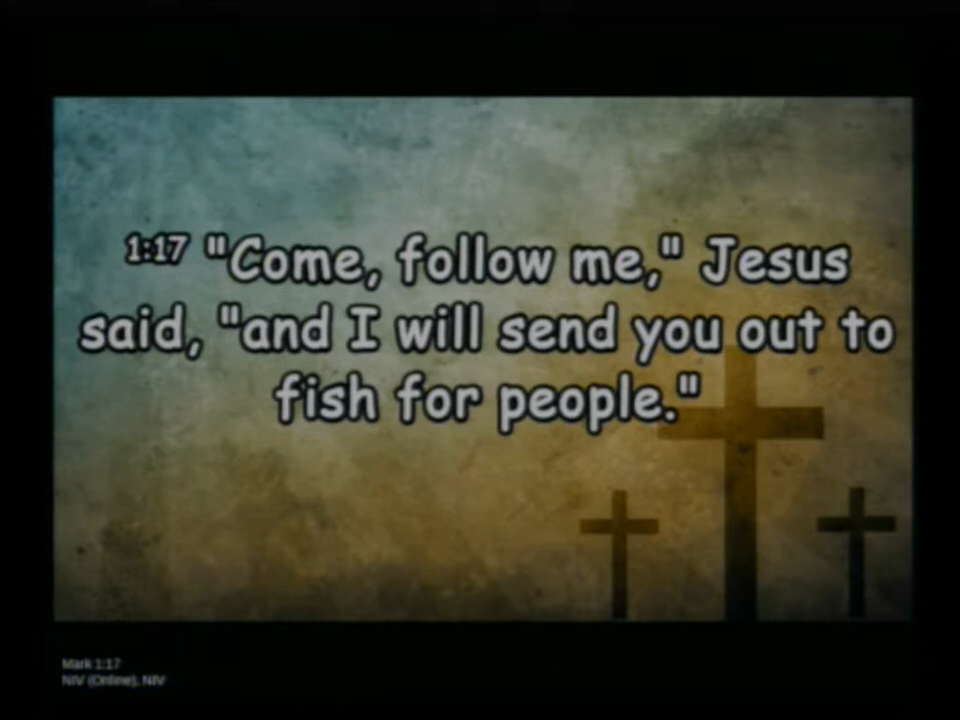 1:17 "Come, follow me," Jesus
said, "and I will send you out to
fish for people."
Mark 1:17
NIV (Online), NIV